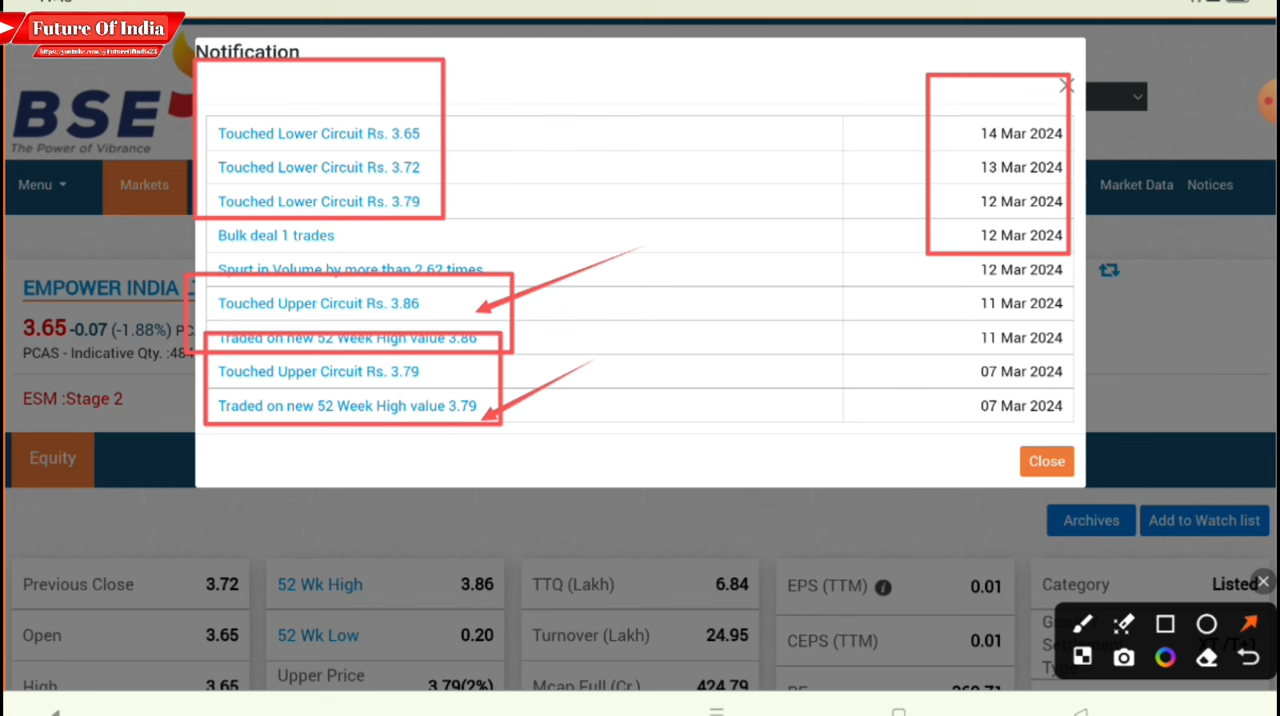 Future Of India
Notification
BSE
The Power of Vibrance
Touched Lower Circuit Rs. 3.65 14 Mar 2024
Touched Lower Circuit Rs. 3.72 13 Mar 2024
Touched Lower Circuit Rs. 3.79 12 Mar 2024
Bulk deal 1 trades 12 Mar 2024
Spurt in Volume by more than 2.62 times 12 Mar 2024
Touched Upper Circuit Rs. 3.86 11 Mar 2024
Traded on new 52 Week High value 3.86 11 Mar 2024
Touched Upper Circuit Rs. 3.79 07 Mar 2024
Traded on new 52 Week High value 3.79 07 Mar 2024
Close
Menu Markets Market Data Notices
EMPOWER INDIA
3.65 -0.07 (-1.88%)
PCAS - Indicative Qty.
ESM :Stage 2
Equity
Archives Add to Watch list
Previous Close 3.72 52 Wk High 3.86 TTQ (Lakh) 6.84 EPS (TTM) 0.01 Category Listed
Open 3.65 52 Wk Low 0.20 Turnover (Lakh) 24.95 CEPS (TTM) 0.01
High 3.65 Upper Price 3.79(2%) Mcap Full (Cr.) 424.79